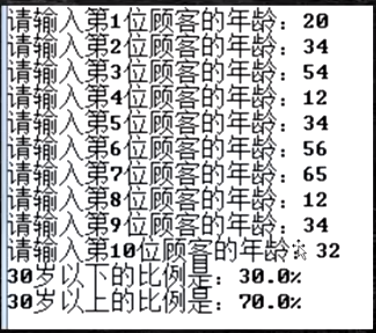 请输入第1位顾客的年龄：20
请输入第2位顾客的年龄：34
请输入第3位顾客的年龄：54
请输入第4位顾客的年龄：12
请输入第5位顾客的年龄：34
请输入第6位顾客的年龄：56
请输入第7位顾客的年龄：65
请输入第8位顾客的年龄：12
请输入第9位顾客的年龄：34
请输入第10位顾客的年龄：32
30岁以下的比例是：30.0%
30岁以上的比例是：70.0%